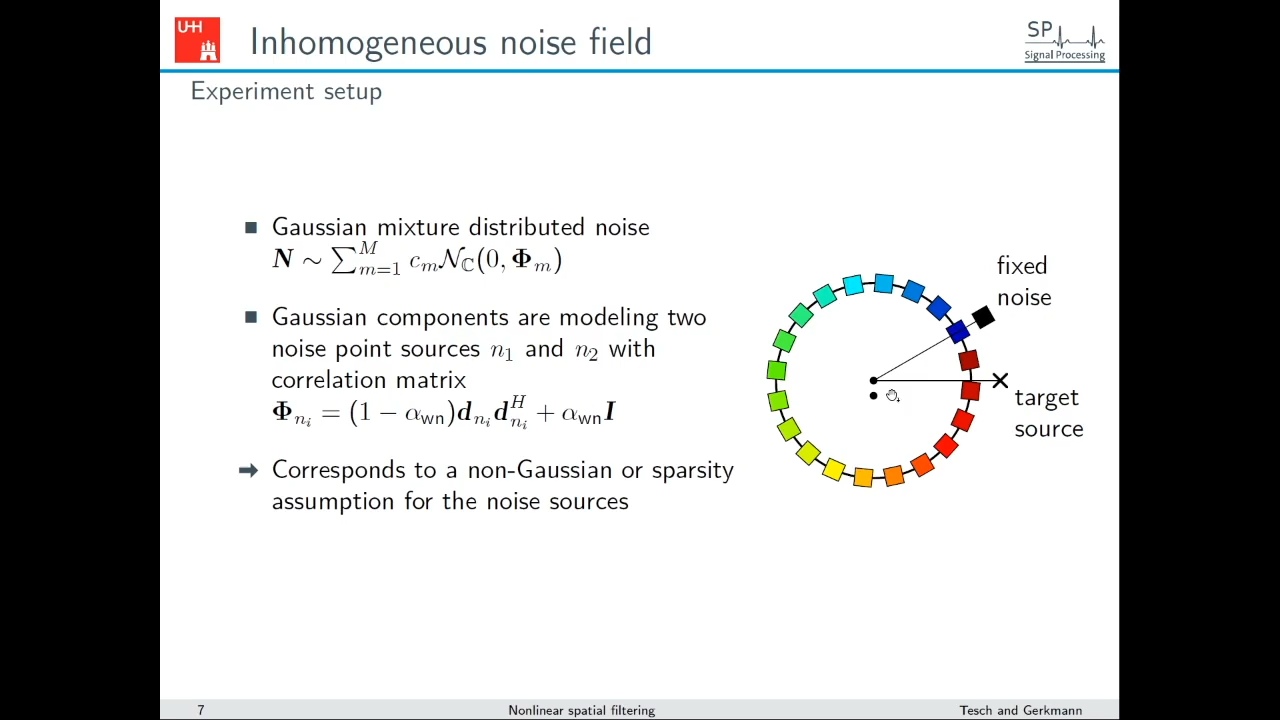 UHH
Inhomogeneous noise field
SP
Signal Processing
Experiment setup
Gaussian mixture distributed noise
N ∼ ∑_{m=1}^{M} c_m 𝒩_ℂ(0, Φ_m)
Gaussian components are modeling two
noise point sources n₁ and n₂ with
correlation matrix
Φ_{n_i} = (1 − α_wn)d_{n_i}d_{n_i}^H + α_wn I
Corresponds to a non-Gaussian or sparsity
assumption for the noise sources
fixed
noise
target
source
7
Nonlinear spatial filtering
Tesch and Gerkmann